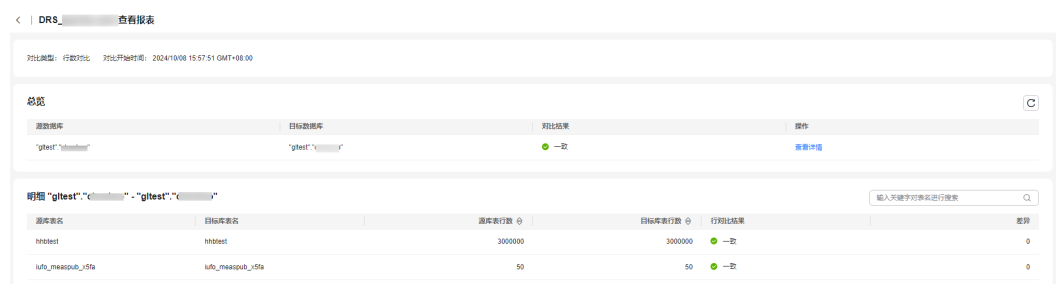 DRS_ 查看报表
对比类型： 行数对比 对比开始时间： 2024/10/08 15:57:51 GMT+08:00
总览
源数据库 目标数据库 对比结果 操作
"gltest"." " "gltest"." " 一致 查看详情
明细 "gltest"." " - "gltest"." "
输入关键字对表名进行搜索
源库表名 目标库表名 源库表行数 目标库表行数 行对比结果 差异
hhbtest hhbtest 3000000 3000000 一致 0
iufo_measpub_x5fa iufo_measpub_x5fa 50 50 一致 0